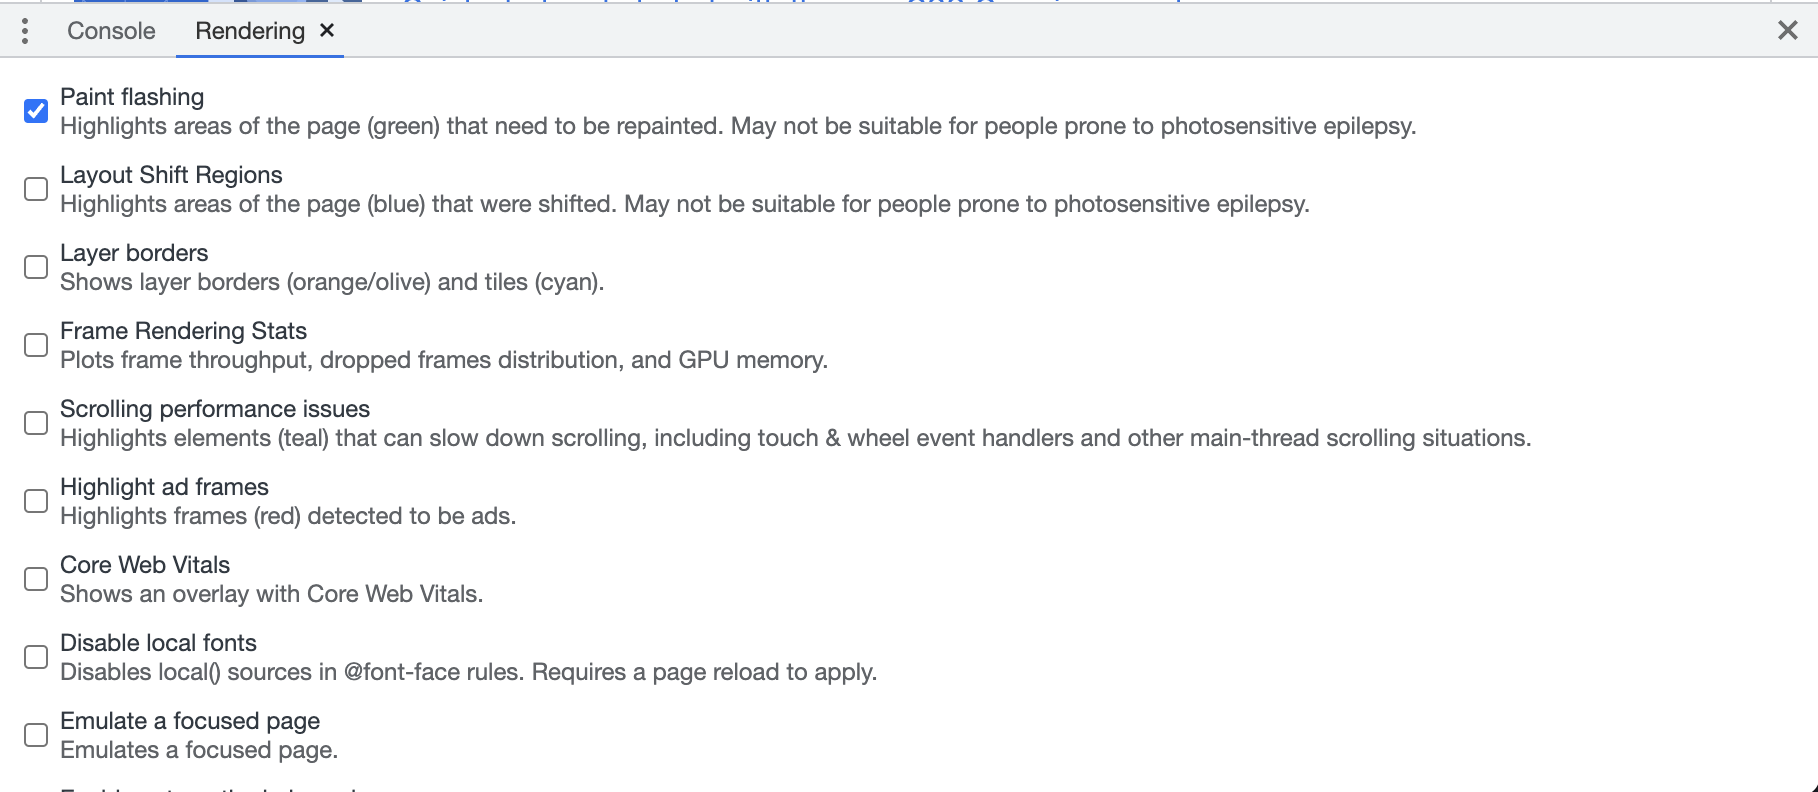 Console
Rendering
Paint flashing
Highlights areas of the page (green) that need to be repainted. May not be suitable for people prone to photosensitive epilepsy.
Layout Shift Regions
Highlights areas of the page (blue) that were shifted. May not be suitable for people prone to photosensitive epilepsy.
Layer borders
Shows layer borders (orange/olive) and tiles (cyan).
Frame Rendering Stats
Plots frame throughput, dropped frames distribution, and GPU memory.
Scrolling performance issues
Highlights elements (teal) that can slow down scrolling, including touch & wheel event handlers and other main-thread scrolling situations.
Highlight ad frames
Highlights frames (red) detected to be ads.
Core Web Vitals
Shows an overlay with Core Web Vitals.
Disable local fonts
Disables local() sources in @font-face rules. Requires a page reload to apply.
Emulate a focused page
Emulates a focused page.